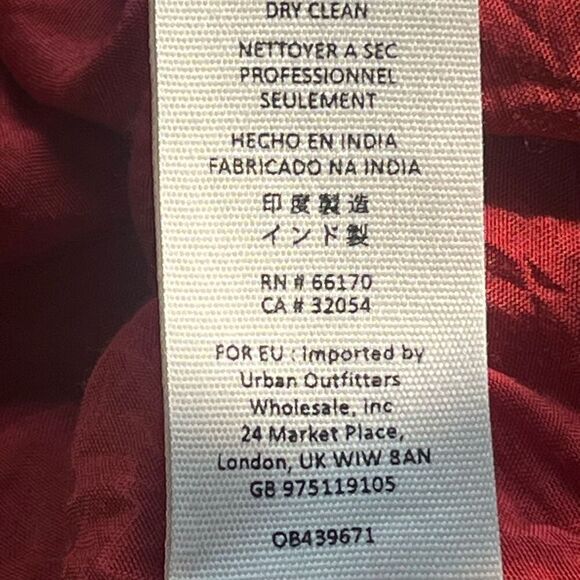 DRY CLEAN
NETTOYER A SEC
PROFESSIONNEL
SEULEMENT
HECHO EN INDIA
FABRICADO NA INDIA
印度製造
インド製
RN # 66170
CA # 32054
FOR EU : Imported by
Urban Outfitters
Wholesale, Inc
24 Market Place,
London, UK WIW 8AN
GB 975119105
OB439671